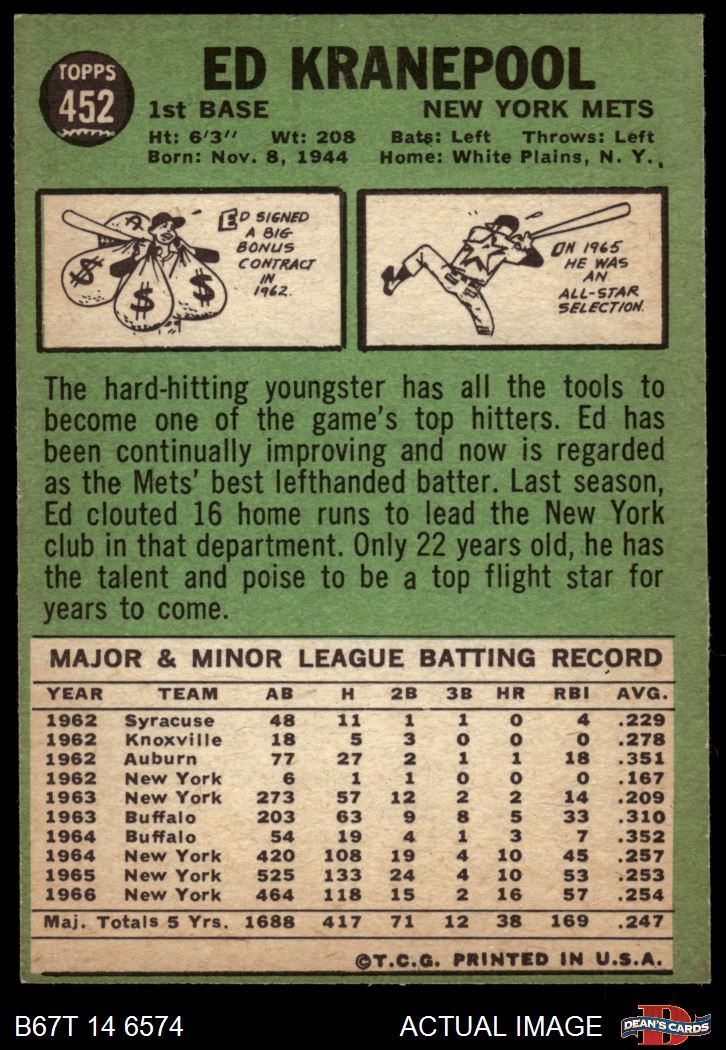 TOPPS
452
ED KRANEPOOL
1st BASE NEW YORK METS
Ht: 6'3" Wt: 208 Bats: Left Throws: Left
Born: Nov. 8, 1944 Home: White Plains, N. Y.
ED SIGNED
A BIG
BONUS
CONTRACT
IN
1962.
$
$
$
IN 1965
HE WAS
AN
ALL-STAR
SELECTION.
The hard-hitting youngster has all the tools to
become one of the game's top hitters. Ed has
been continually improving and now is regarded
as the Mets' best lefthanded batter. Last season,
Ed clouted 16 home runs to lead the New York
club in that department. Only 22 years old, he has
the talent and poise to be a top flight star for
years to come.
MAJOR & MINOR LEAGUE BATTING RECORD
YEAR TEAM AB H 2B 3B HR RBI AVG.
1962 Syracuse 48 11 1 1 0 4 .229
1962 Knoxville 18 5 3 0 0 0 .278
1962 Auburn 77 27 2 1 1 18 .351
1962 New York 6 1 1 0 0 0 .167
1963 New York 273 57 12 2 2 14 .209
1963 Buffalo 203 63 9 8 5 33 .310
1964 Buffalo 54 19 4 1 3 7 .352
1964 New York 420 108 19 4 10 45 .257
1965 New York 525 133 24 4 10 53 .253
1966 New York 464 118 15 2 16 57 .254
Maj. Totals 5 Yrs. 1688 417 71 12 38 169 .247
©T.C.G. PRINTED IN U.S.A.
B67T 14 6574 ACTUAL IMAGE
D
DEAN'S CARDS